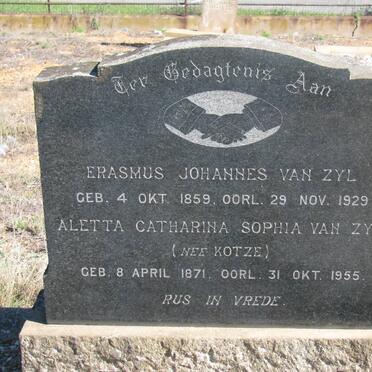 Ter Gedagtenis Aan
ERASMUS JOHANNES VAN ZYL
GEB. 4 OKT. 1859, OORL. 29 NOV. 1929
ALETTA CATHARINA SOPHIA VAN ZY
(NEE KOTZE)
GEB. 8 APRIL 1871, OORL. 31 OKT. 1955.
RUS IN VREDE.